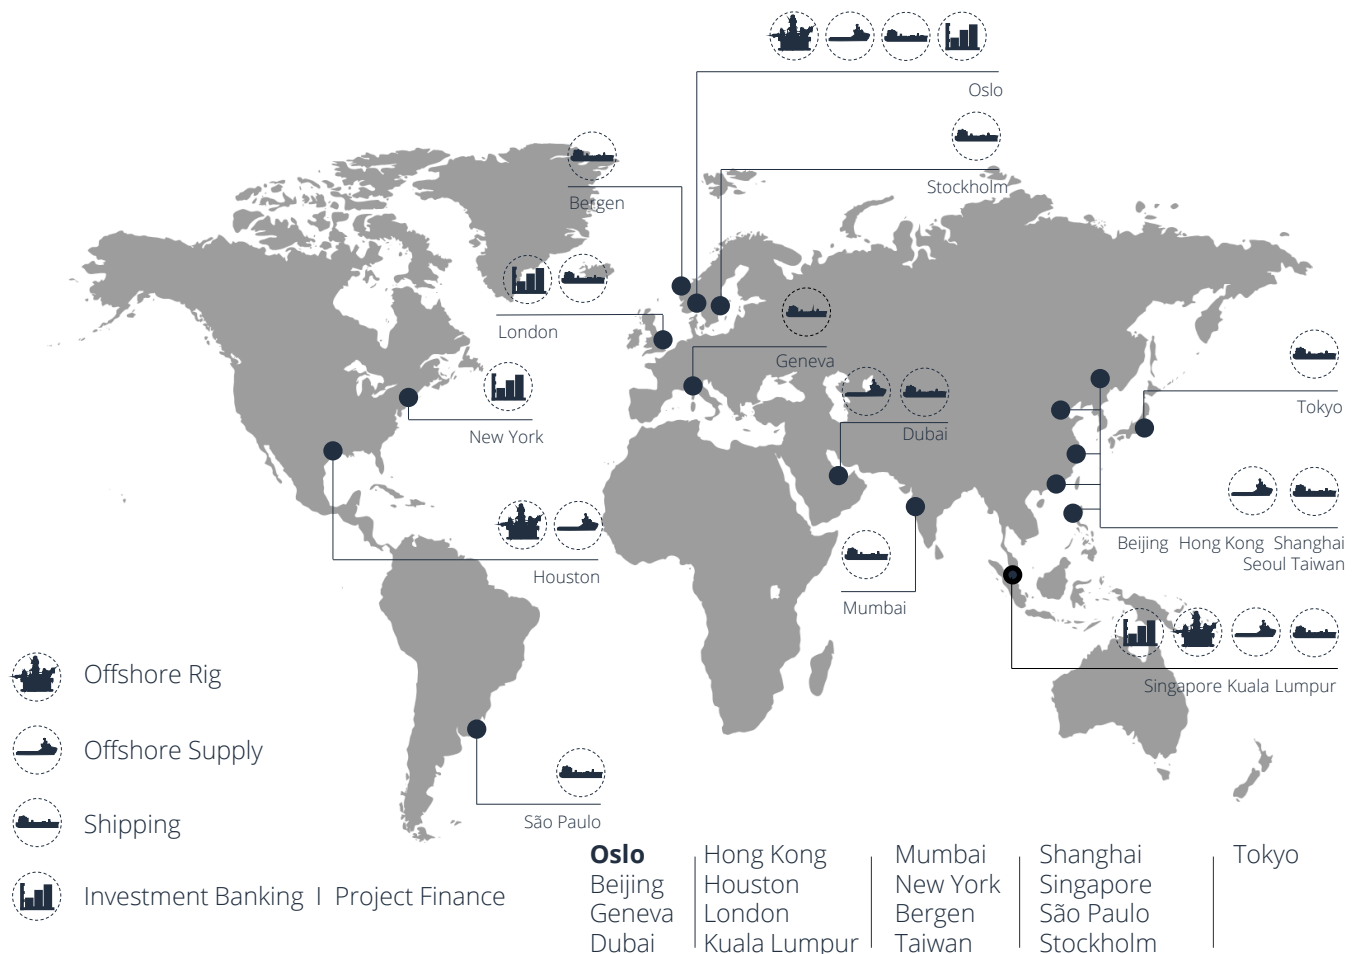 Oslo
Stockholm
Bergen
London
Geneva
New York
Dubai
Tokyo
Houston
Mumbai
Beijing Hong Kong Shanghai
Seoul Taiwan
Singapore Kuala Lumpur
São Paulo
Offshore Rig
Offshore Supply
Shipping
Investment Banking I Project Finance
Oslo
Beijing
Geneva
Dubai
Hong Kong
Houston
London
Kuala Lumpur
Mumbai
New York
Bergen
Taiwan
Shanghai
Singapore
São Paulo
Stockholm
Tokyo